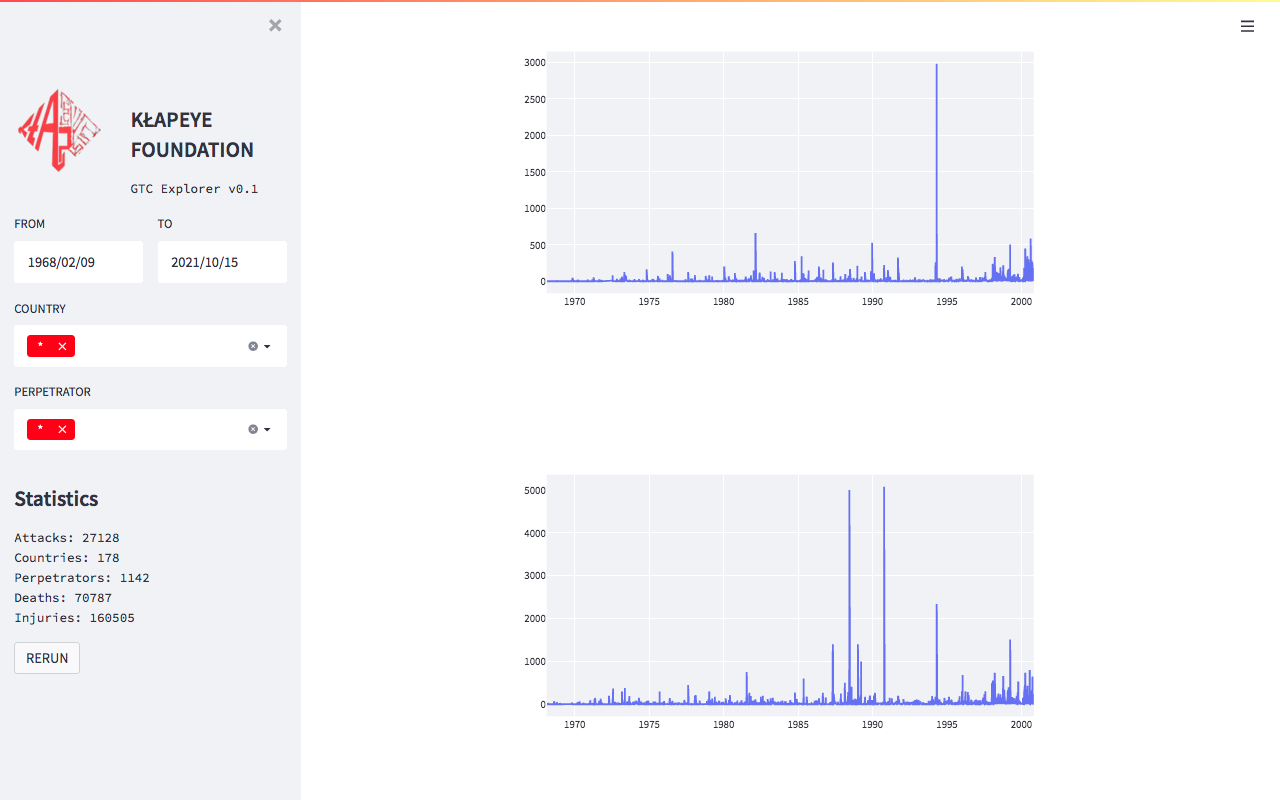 KŁAPEYE
FOUNDATION
GTC Explorer v0.1
FROM
TO
1968/02/09
2021/10/15
COUNTRY
*
PERPETRATOR
*
Statistics
Attacks: 27128
Countries: 178
Perpetrators: 1142
Deaths: 70787
Injuries: 160505
RERUN
3000
2500
2000
1500
1000
500
0
1970 1975 1980 1985 1990 1995 2000
5000
4000
3000
2000
1000
0
1970 1975 1980 1985 1990 1995 2000